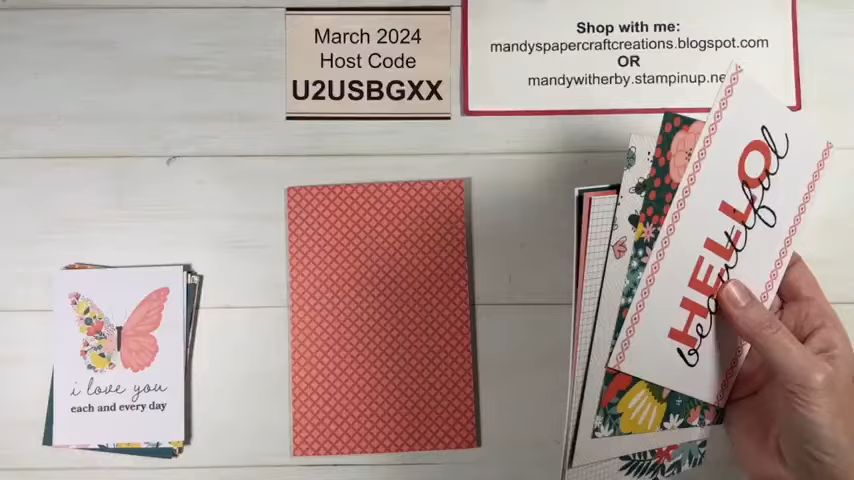 March 2024
Host Code
U2USBGXX
Shop with me:
mandyspapercraftcreations.blogspot.com
OR
mandywitherby.stampinup.ne
HELLO
beautiful
i love you
each and every day